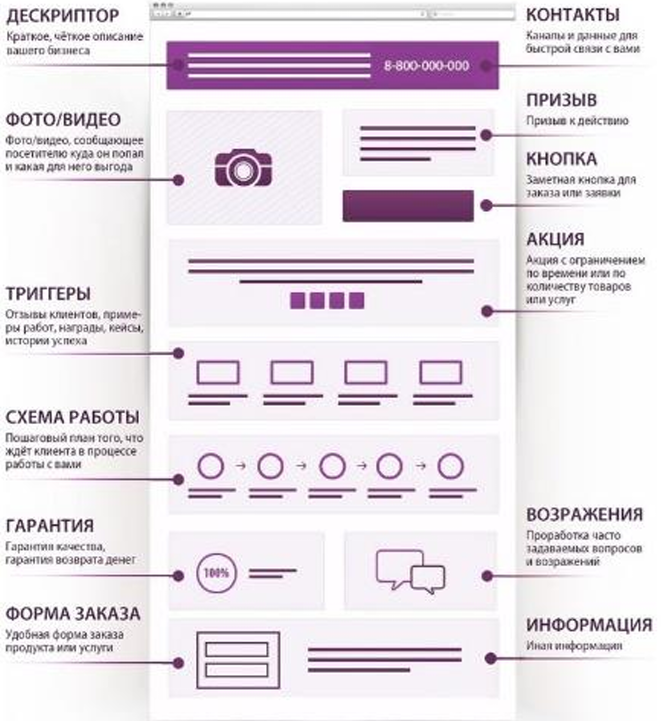 ДЕСКРИПТОР
Краткое, чёткое описание
вашего бизнеса
ФОТО/ВИДЕО
Фото/видео, сообщающее
посетителю куда он попал
и какая для него выгода
ТРИГГЕРЫ
Отзывы клиентов, приме-
ры работ, награды, кейсы,
истории успеха
СХЕМА РАБОТЫ
Пошаговый план того, что
ждёт клиента в процессе
работы с вами
ГАРАНТИЯ
Гарантия качества,
гарантия возврата денег
ФОРМА ЗАКАЗА
Удобная форма заказа
продукта или услуги
8-800-000-000
100%
КОНТАКТЫ
Каналы и данные для
быстрой связи с вами
ПРИЗЫВ
Призыв к действию
КНОПКА
Заметная кнопка для
заказа или заявки
АКЦИЯ
Акция с ограничением
по времени или по
количеству товаров
или услуг
ВОЗРАЖЕНИЯ
Проработка часто
задаваемых вопросов
и возражений
ИНФОРМАЦИЯ
Иная информация